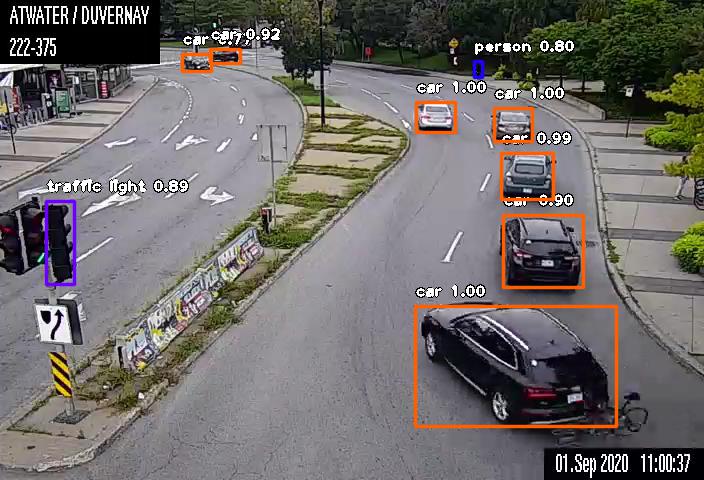 ATWATER / DUVERNAY
222-375
car 0.92
person 0.80
car 1.00
car 1.00
car 0.99
traffic light 0.89
car 0.90
car 1.00
01.Sep 2020 11:00:37